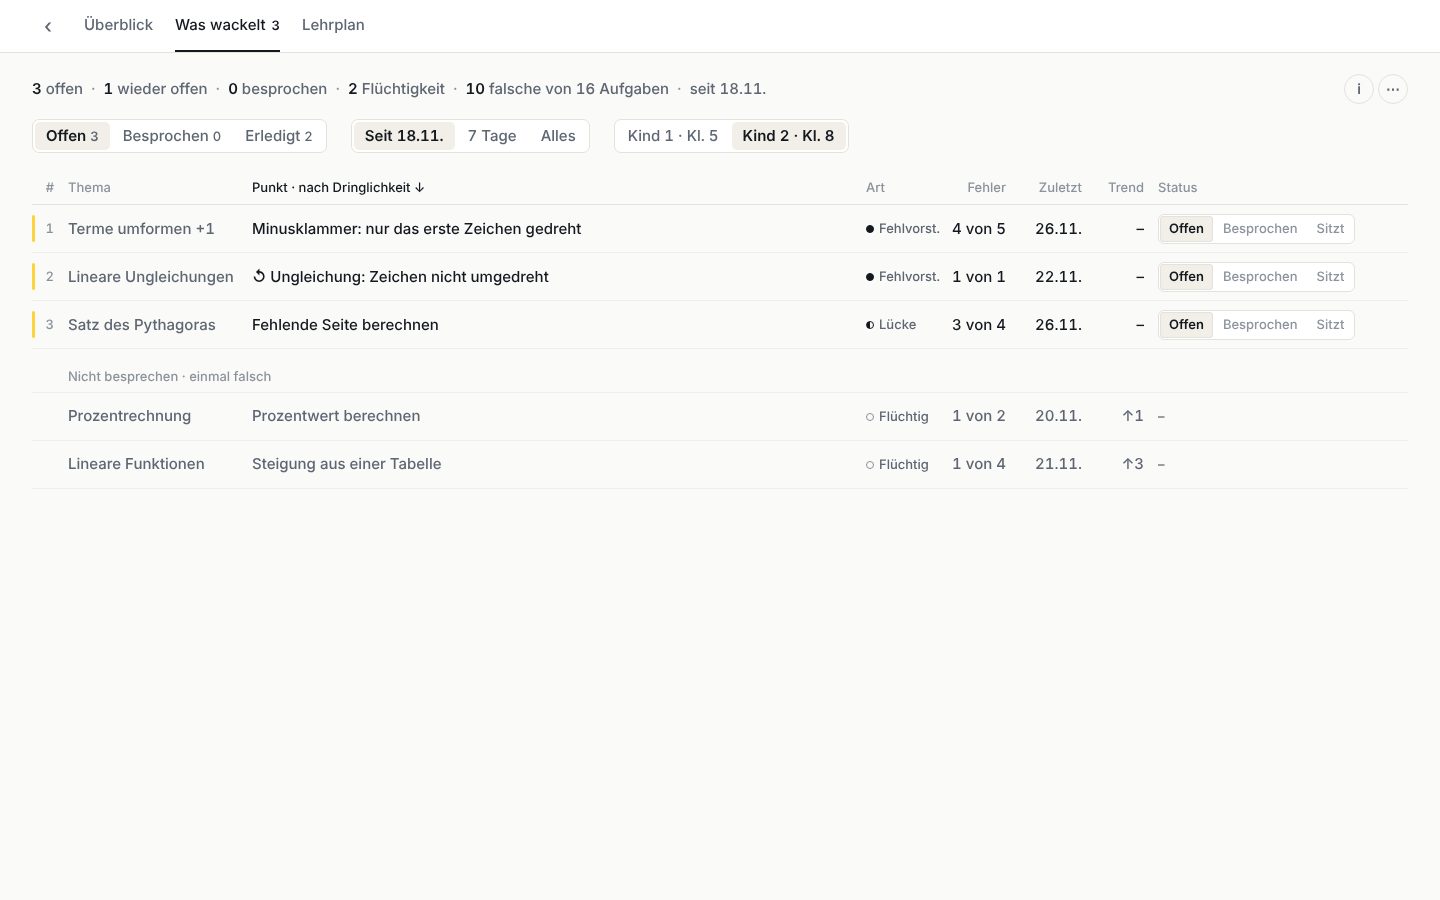 ‹ Überblick Was wackelt 3 Lehrplan
3 offen · 1 wieder offen · 0 besprochen · 2 Flüchtigkeit · 10 falsche von 16 Aufgaben · seit 18.11. i ···
Offen 3 Besprochen 0 Erledigt 2 Seit 18.11. 7 Tage Alles Kind 1 · Kl. 5 Kind 2 · Kl. 8
# Thema Punkt · nach Dringlichkeit ↓ Art Fehler Zuletzt Trend Status
1 Terme umformen +1 Minusklammer: nur das erste Zeichen gedreht ● Fehlvorst. 4 von 5 26.11. – Offen Besprochen Sitzt
2 Lineare Ungleichungen ↺ Ungleichung: Zeichen nicht umgedreht ● Fehlvorst. 1 von 1 22.11. – Offen Besprochen Sitzt
3 Satz des Pythagoras Fehlende Seite berechnen ◐ Lücke 3 von 4 26.11. – Offen Besprochen Sitzt
Nicht besprechen · einmal falsch
Prozentrechnung Prozentwert berechnen ○ Flüchtig 1 von 2 20.11. ↑1 –
Lineare Funktionen Steigung aus einer Tabelle ○ Flüchtig 1 von 4 21.11. ↑3 –